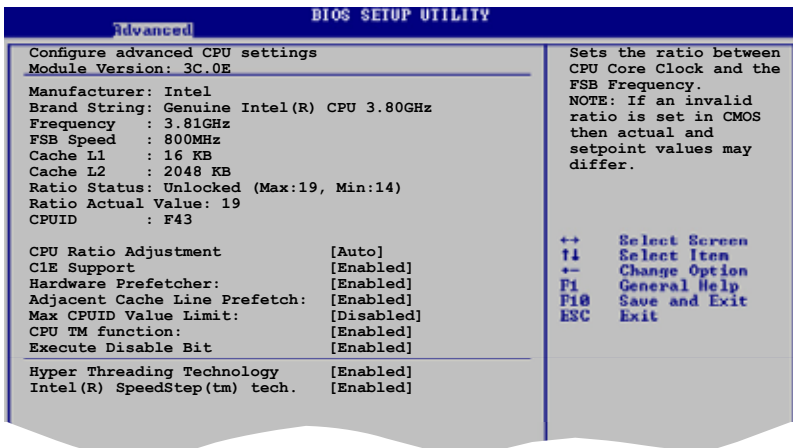 BIOS SETUP UTILITY
Advanced
Configure advanced CPU settings
Module Version: 3C.0E
Manufacturer: Intel
Brand String: Genuine Intel(R) CPU 3.80GHz
Frequency : 3.81GHz
FSB Speed : 800MHz
Cache L1 : 16 KB
Cache L2 : 2048 KB
Ratio Status: Unlocked (Max:19, Min:14)
Ratio Actual Value: 19
CPUID : F43
CPU Ratio Adjustment [Auto]
C1E Support [Enabled]
Hardware Prefetcher: [Enabled]
Adjacent Cache Line Prefetch: [Enabled]
Max CPUID Value Limit: [Disabled]
CPU TM function: [Enabled]
Execute Disable Bit [Enabled]
Hyper Threading Technology [Enabled]
Intel(R) SpeedStep(tm) tech. [Enabled]
Sets the ratio between
CPU Core Clock and the
FSB Frequency.
NOTE: If an invalid
ratio is set in CMOS
then actual and
setpoint values may
differ.
↔ Select Screen
↑↓ Select Item
+- Change Option
F1 General Help
F10 Save and Exit
ESC Exit